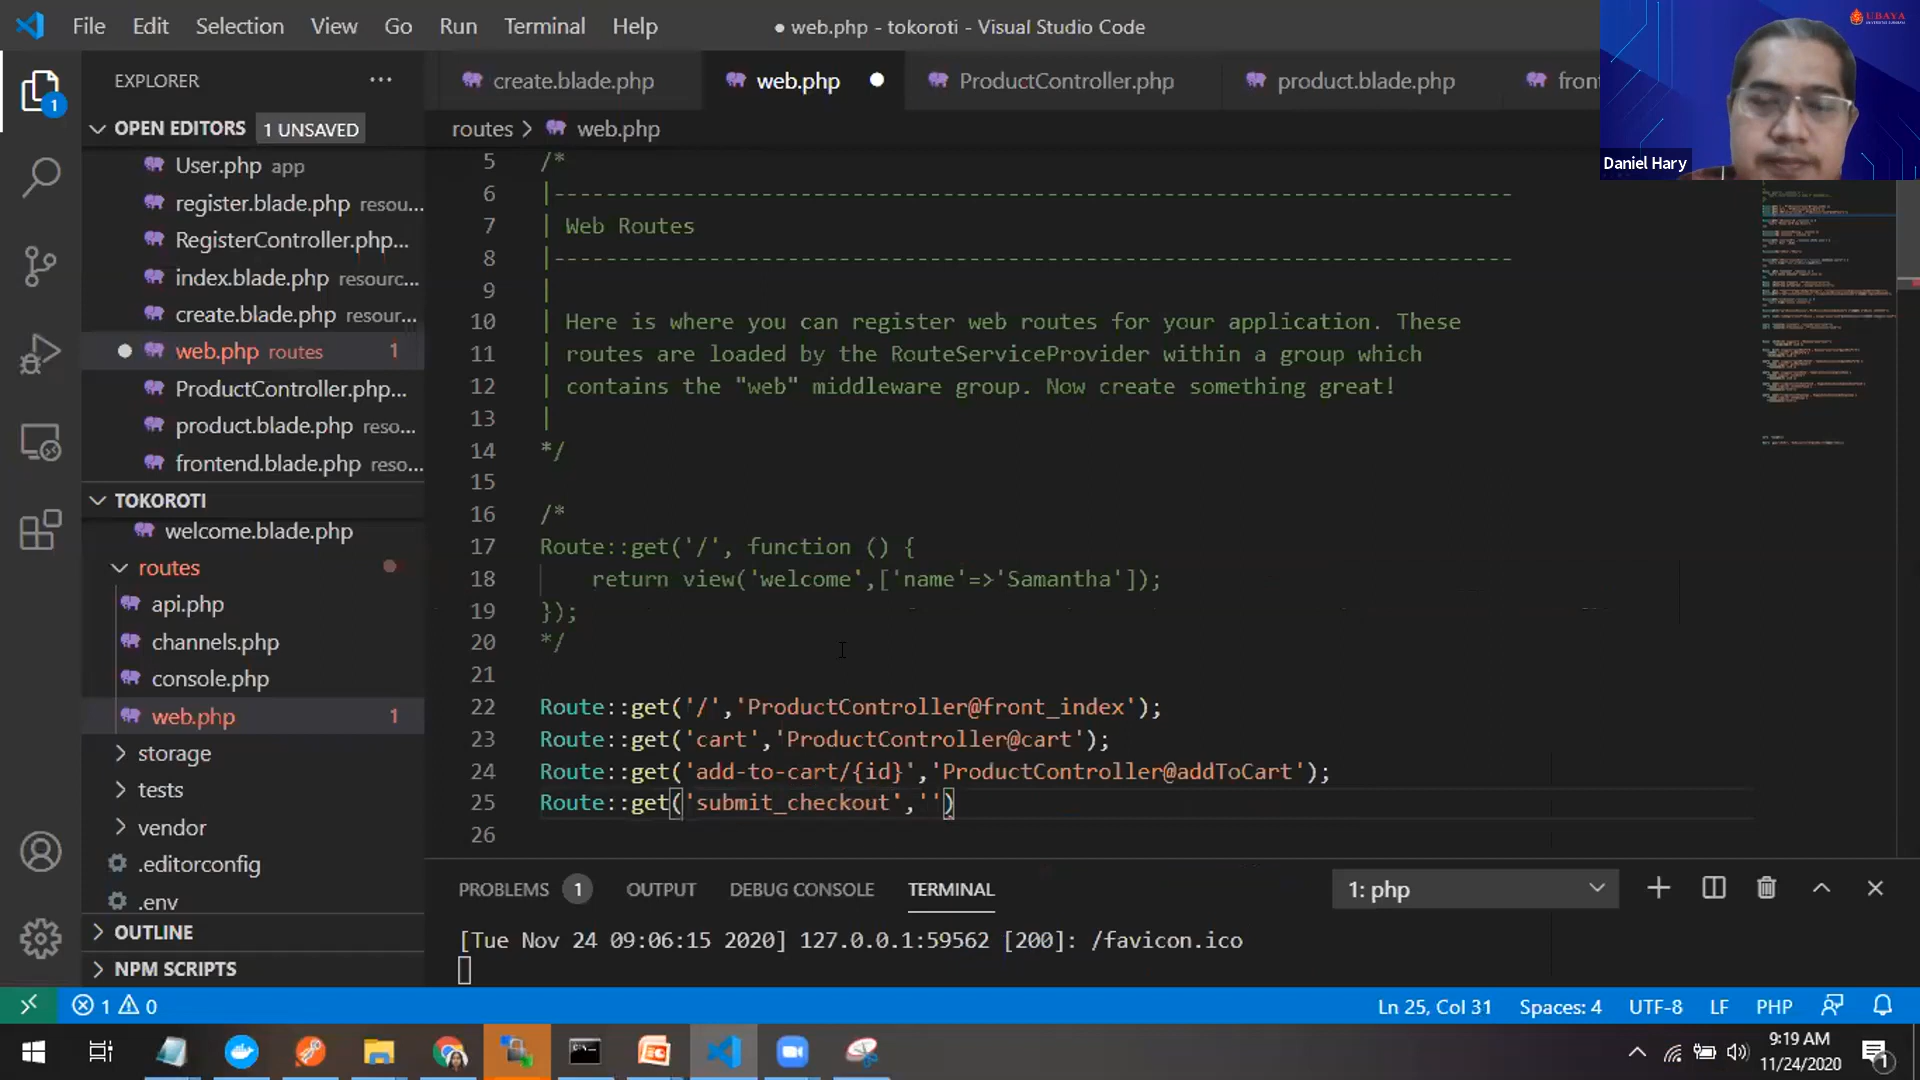 File Edit Selection View Go Run Terminal Help
● web.php - tokoroti - Visual Studio Code
UBAYA
Daniel Hary
EXPLORER
create.blade.php
web.php
ProductController.php
product.blade.php
fron
OPEN EDITORS 1 UNSAVED
routes > web.php
User.php app
register.blade.php resou...
RegisterController.php...
index.blade.php resourc...
create.blade.php resour...
web.php routes 1
ProductController.php...
product.blade.php reso...
frontend.blade.php reso...
TOKOROTI
welcome.blade.php
routes
api.php
channels.php
console.php
web.php 1
storage
tests
vendor
.editorconfig
.env
OUTLINE
NPM SCRIPTS
5 /*
6 |--------------------------------------------------------------------------
7 | Web Routes
8 |--------------------------------------------------------------------------
9 |
10 | Here is where you can register web routes for your application. These
11 | routes are loaded by the RouteServiceProvider within a group which
12 | contains the "web" middleware group. Now create something great!
13 |
14 */
15
16 /*
17 Route::get('/', function () {
18 return view('welcome',['name'=>'Samantha']);
19 });
20 */
21
22 Route::get('/','ProductController@front_index');
23 Route::get('cart','ProductController@cart');
24 Route::get('add-to-cart/{id}','ProductController@addToCart');
25 Route::get('submit_checkout','')
26
PROBLEMS 1 OUTPUT DEBUG CONSOLE TERMINAL
1: php
[Tue Nov 24 09:06:15 2020] 127.0.0.1:59562 [200]: /favicon.ico
1 0
Ln 25, Col 31 Spaces: 4 UTF-8 LF PHP
9:19 AM
11/24/2020
1
1